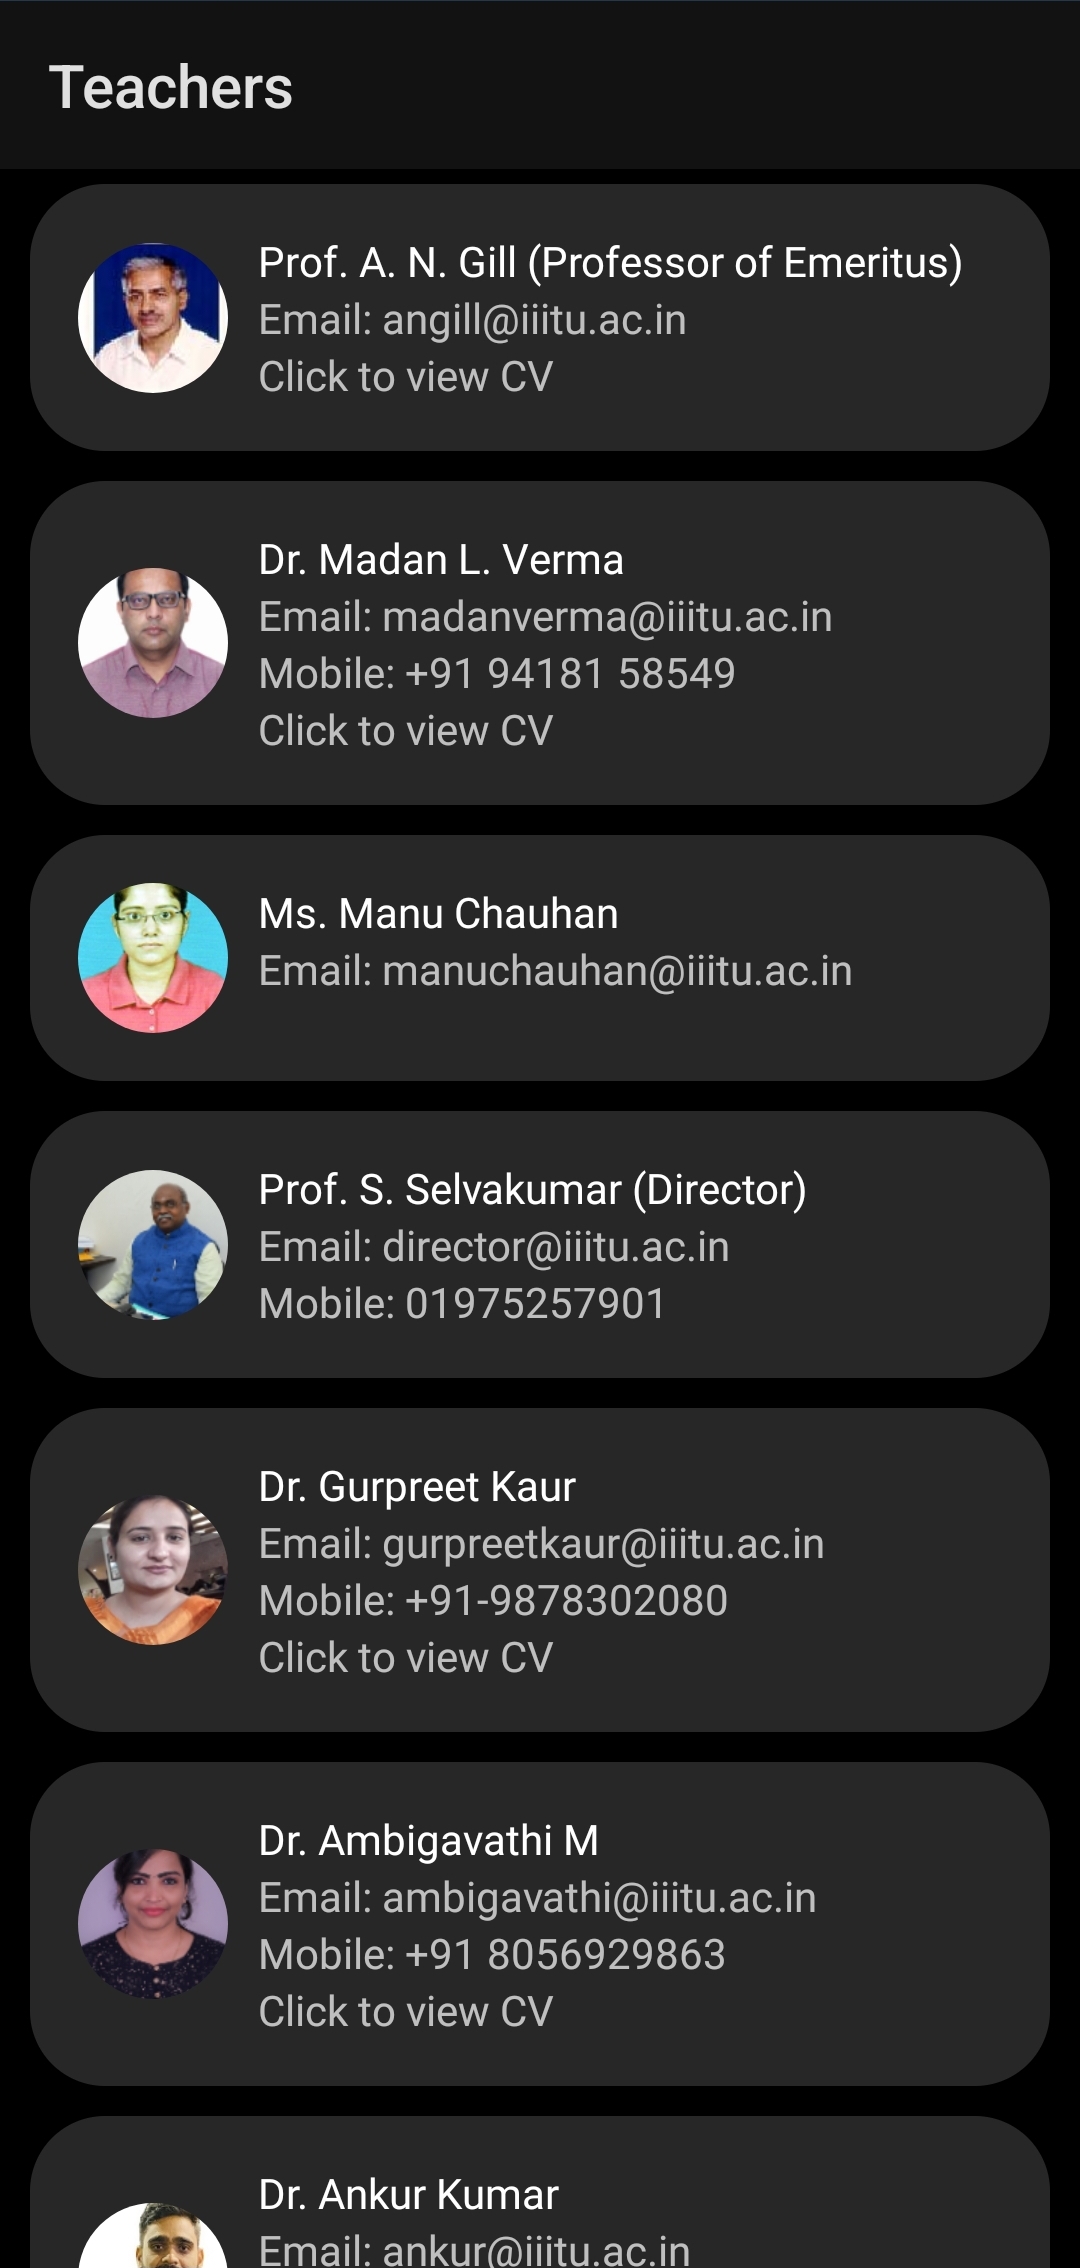 Teachers
Prof. A. N. Gill (Professor of Emeritus)
Email: angill@iiitu.ac.in
Click to view CV
Dr. Madan L. Verma
Email: madanverma@iiitu.ac.in
Mobile: +91 94181 58549
Click to view CV
Ms. Manu Chauhan
Email: manuchauhan@iiitu.ac.in
Prof. S. Selvakumar (Director)
Email: director@iiitu.ac.in
Mobile: 01975257901
Dr. Gurpreet Kaur
Email: gurpreetkaur@iiitu.ac.in
Mobile: +91-9878302080
Click to view CV
Dr. Ambigavathi M
Email: ambigavathi@iiitu.ac.in
Mobile: +91 8056929863
Click to view CV
Dr. Ankur Kumar
Email: ankur@iiitu.ac.in